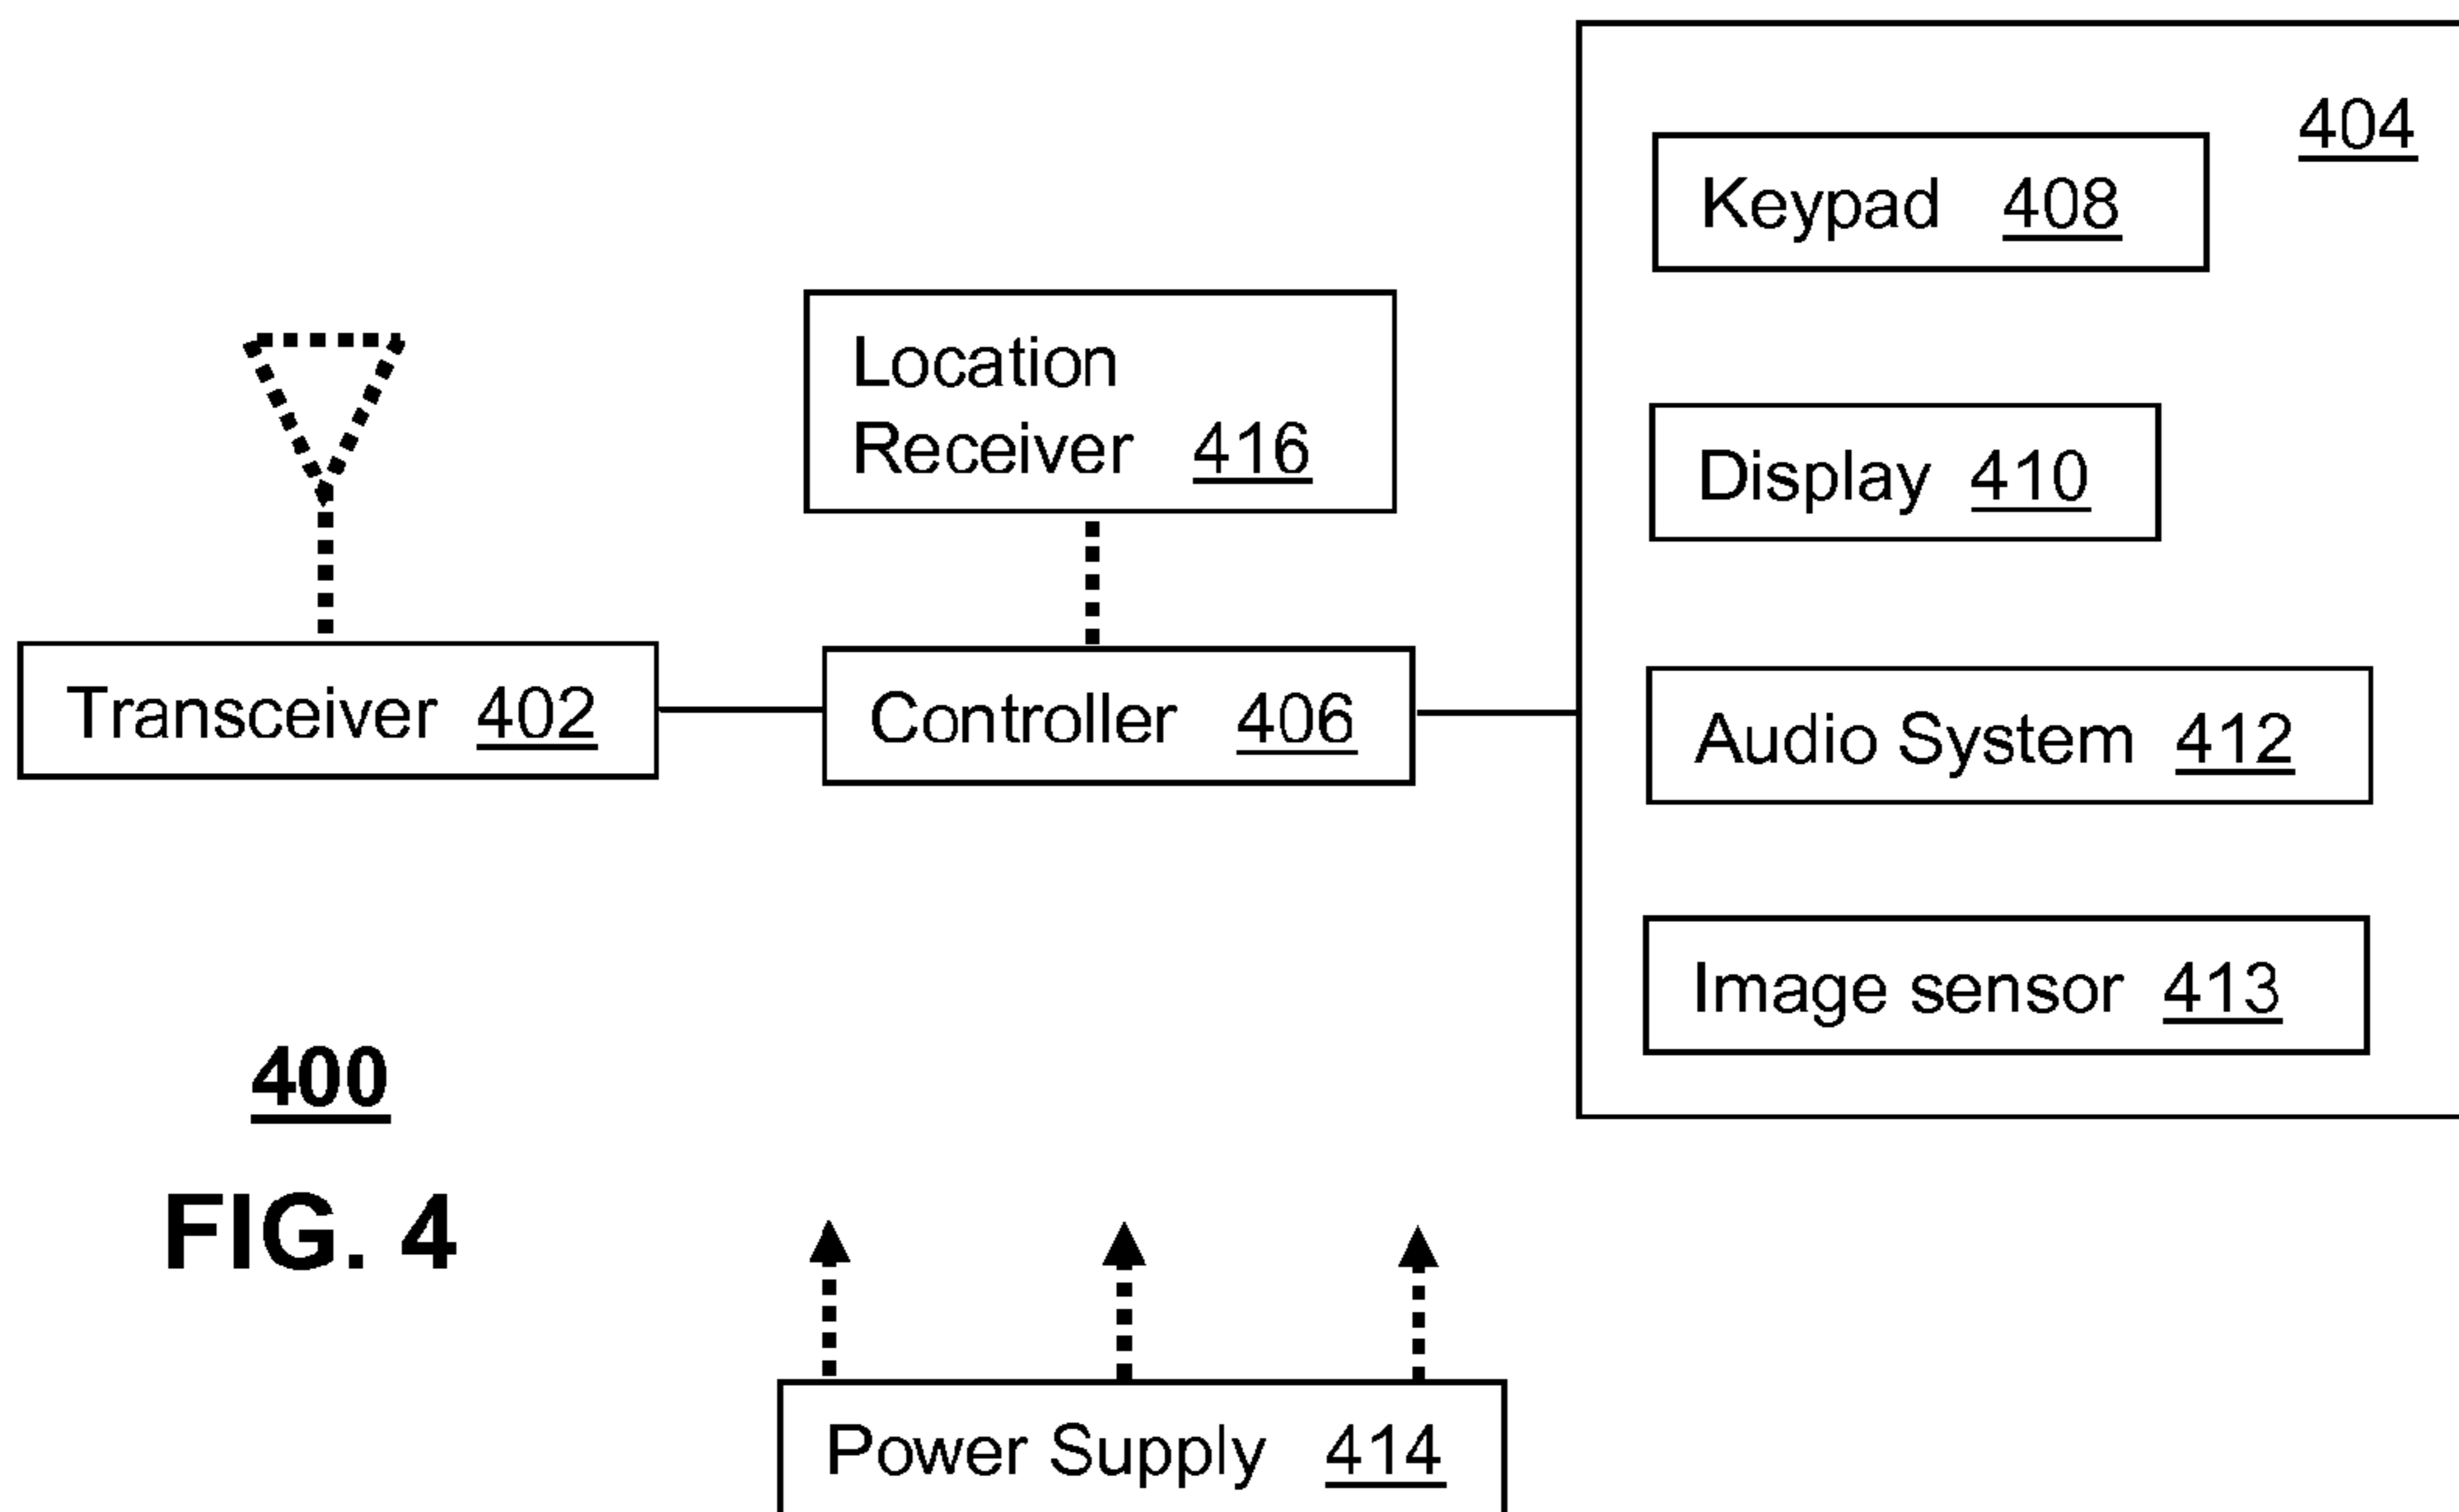 404
Keypad 408
Location
Receiver 416
Display 410
Transceiver 402
Controller 406
Audio System 412
Image sensor 413
400
FIG. 4
Power Supply 414